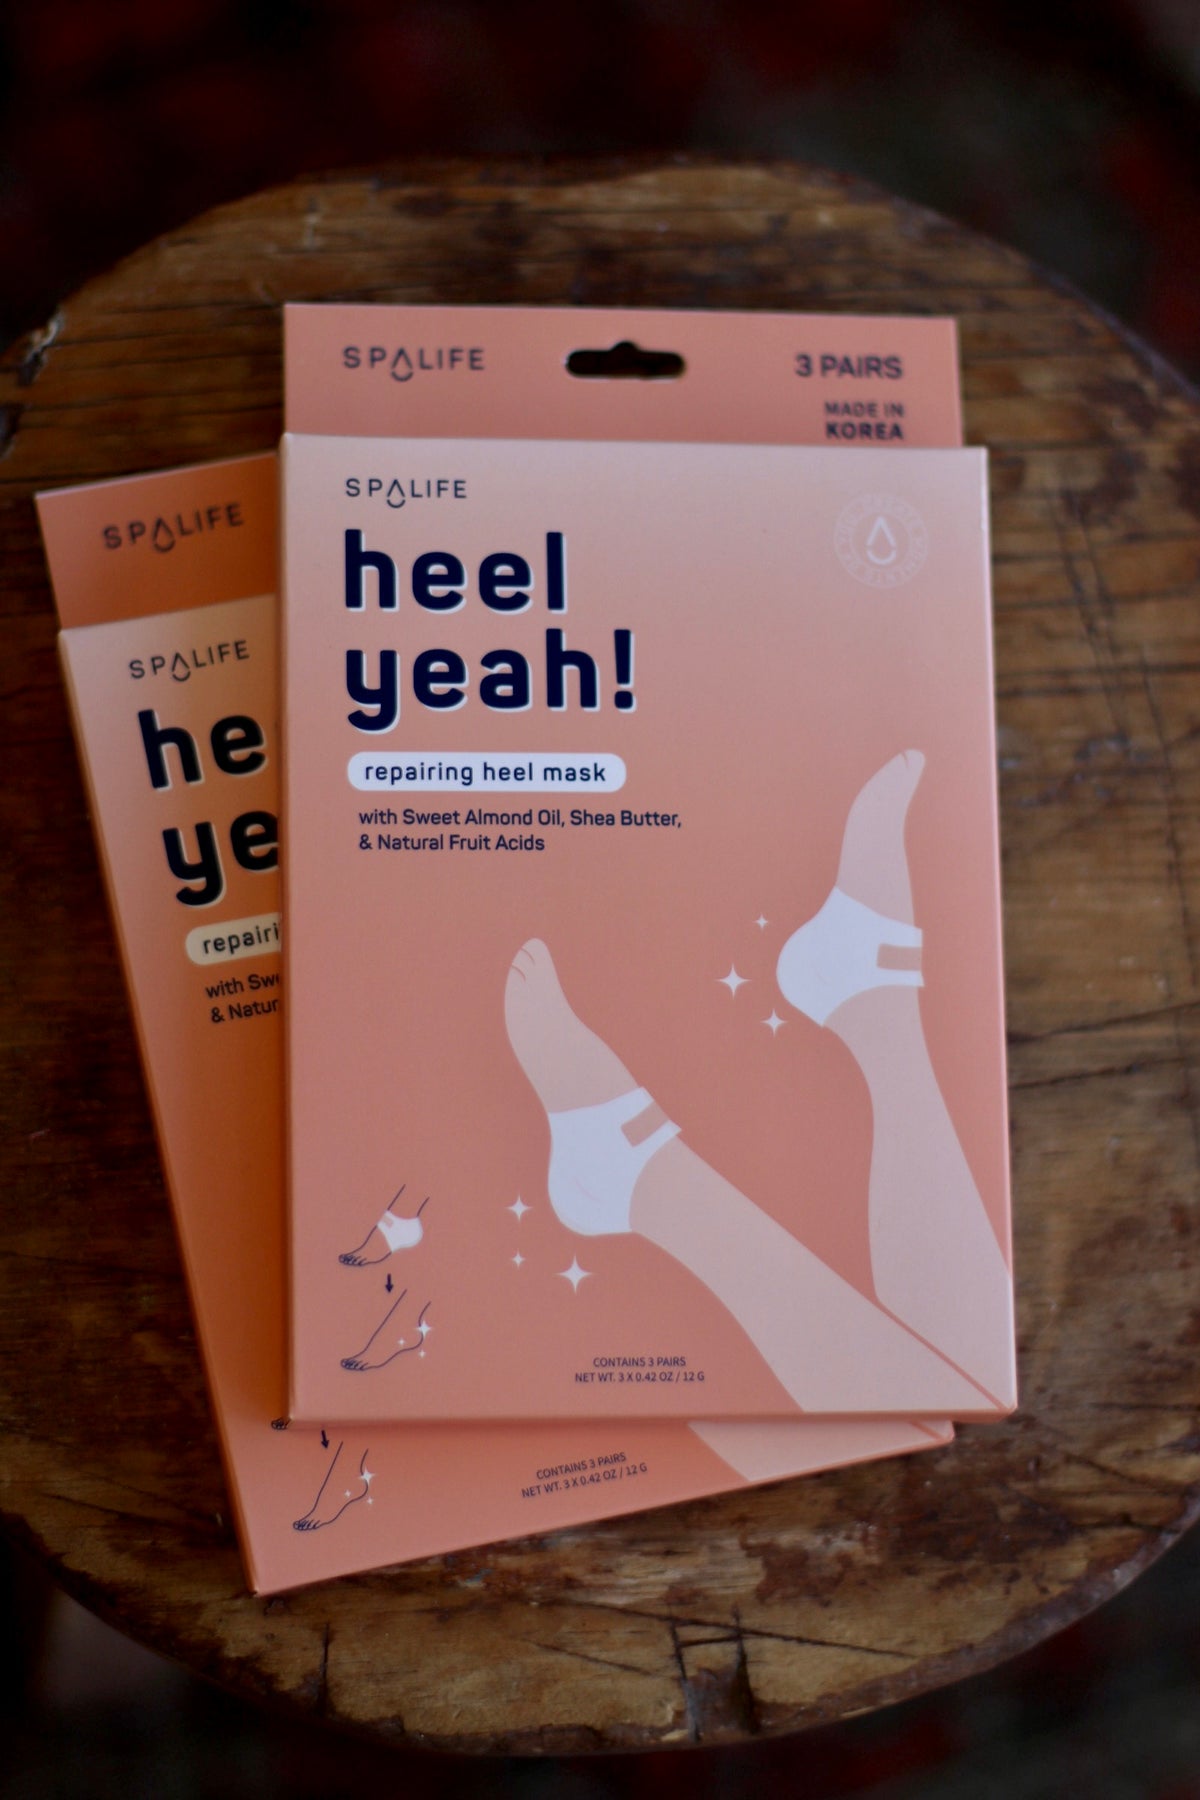 SPALIFE
3 PAIRS
MADE IN
KOREA
SPALIFE
heel
yeah!
repairing heel mask
with Sweet Almond Oil, Shea Butter,
& Natural Fruit Acids
CONTAINS 3 PAIRS
NET WT. 3 X 0.42 OZ / 12 G
SPALIFE
SPALIFE
he
ye
repairi
with Swe
& Natur
CONTAINS 3 PAIRS
NET WT. 3 X 0.42 OZ / 12 G